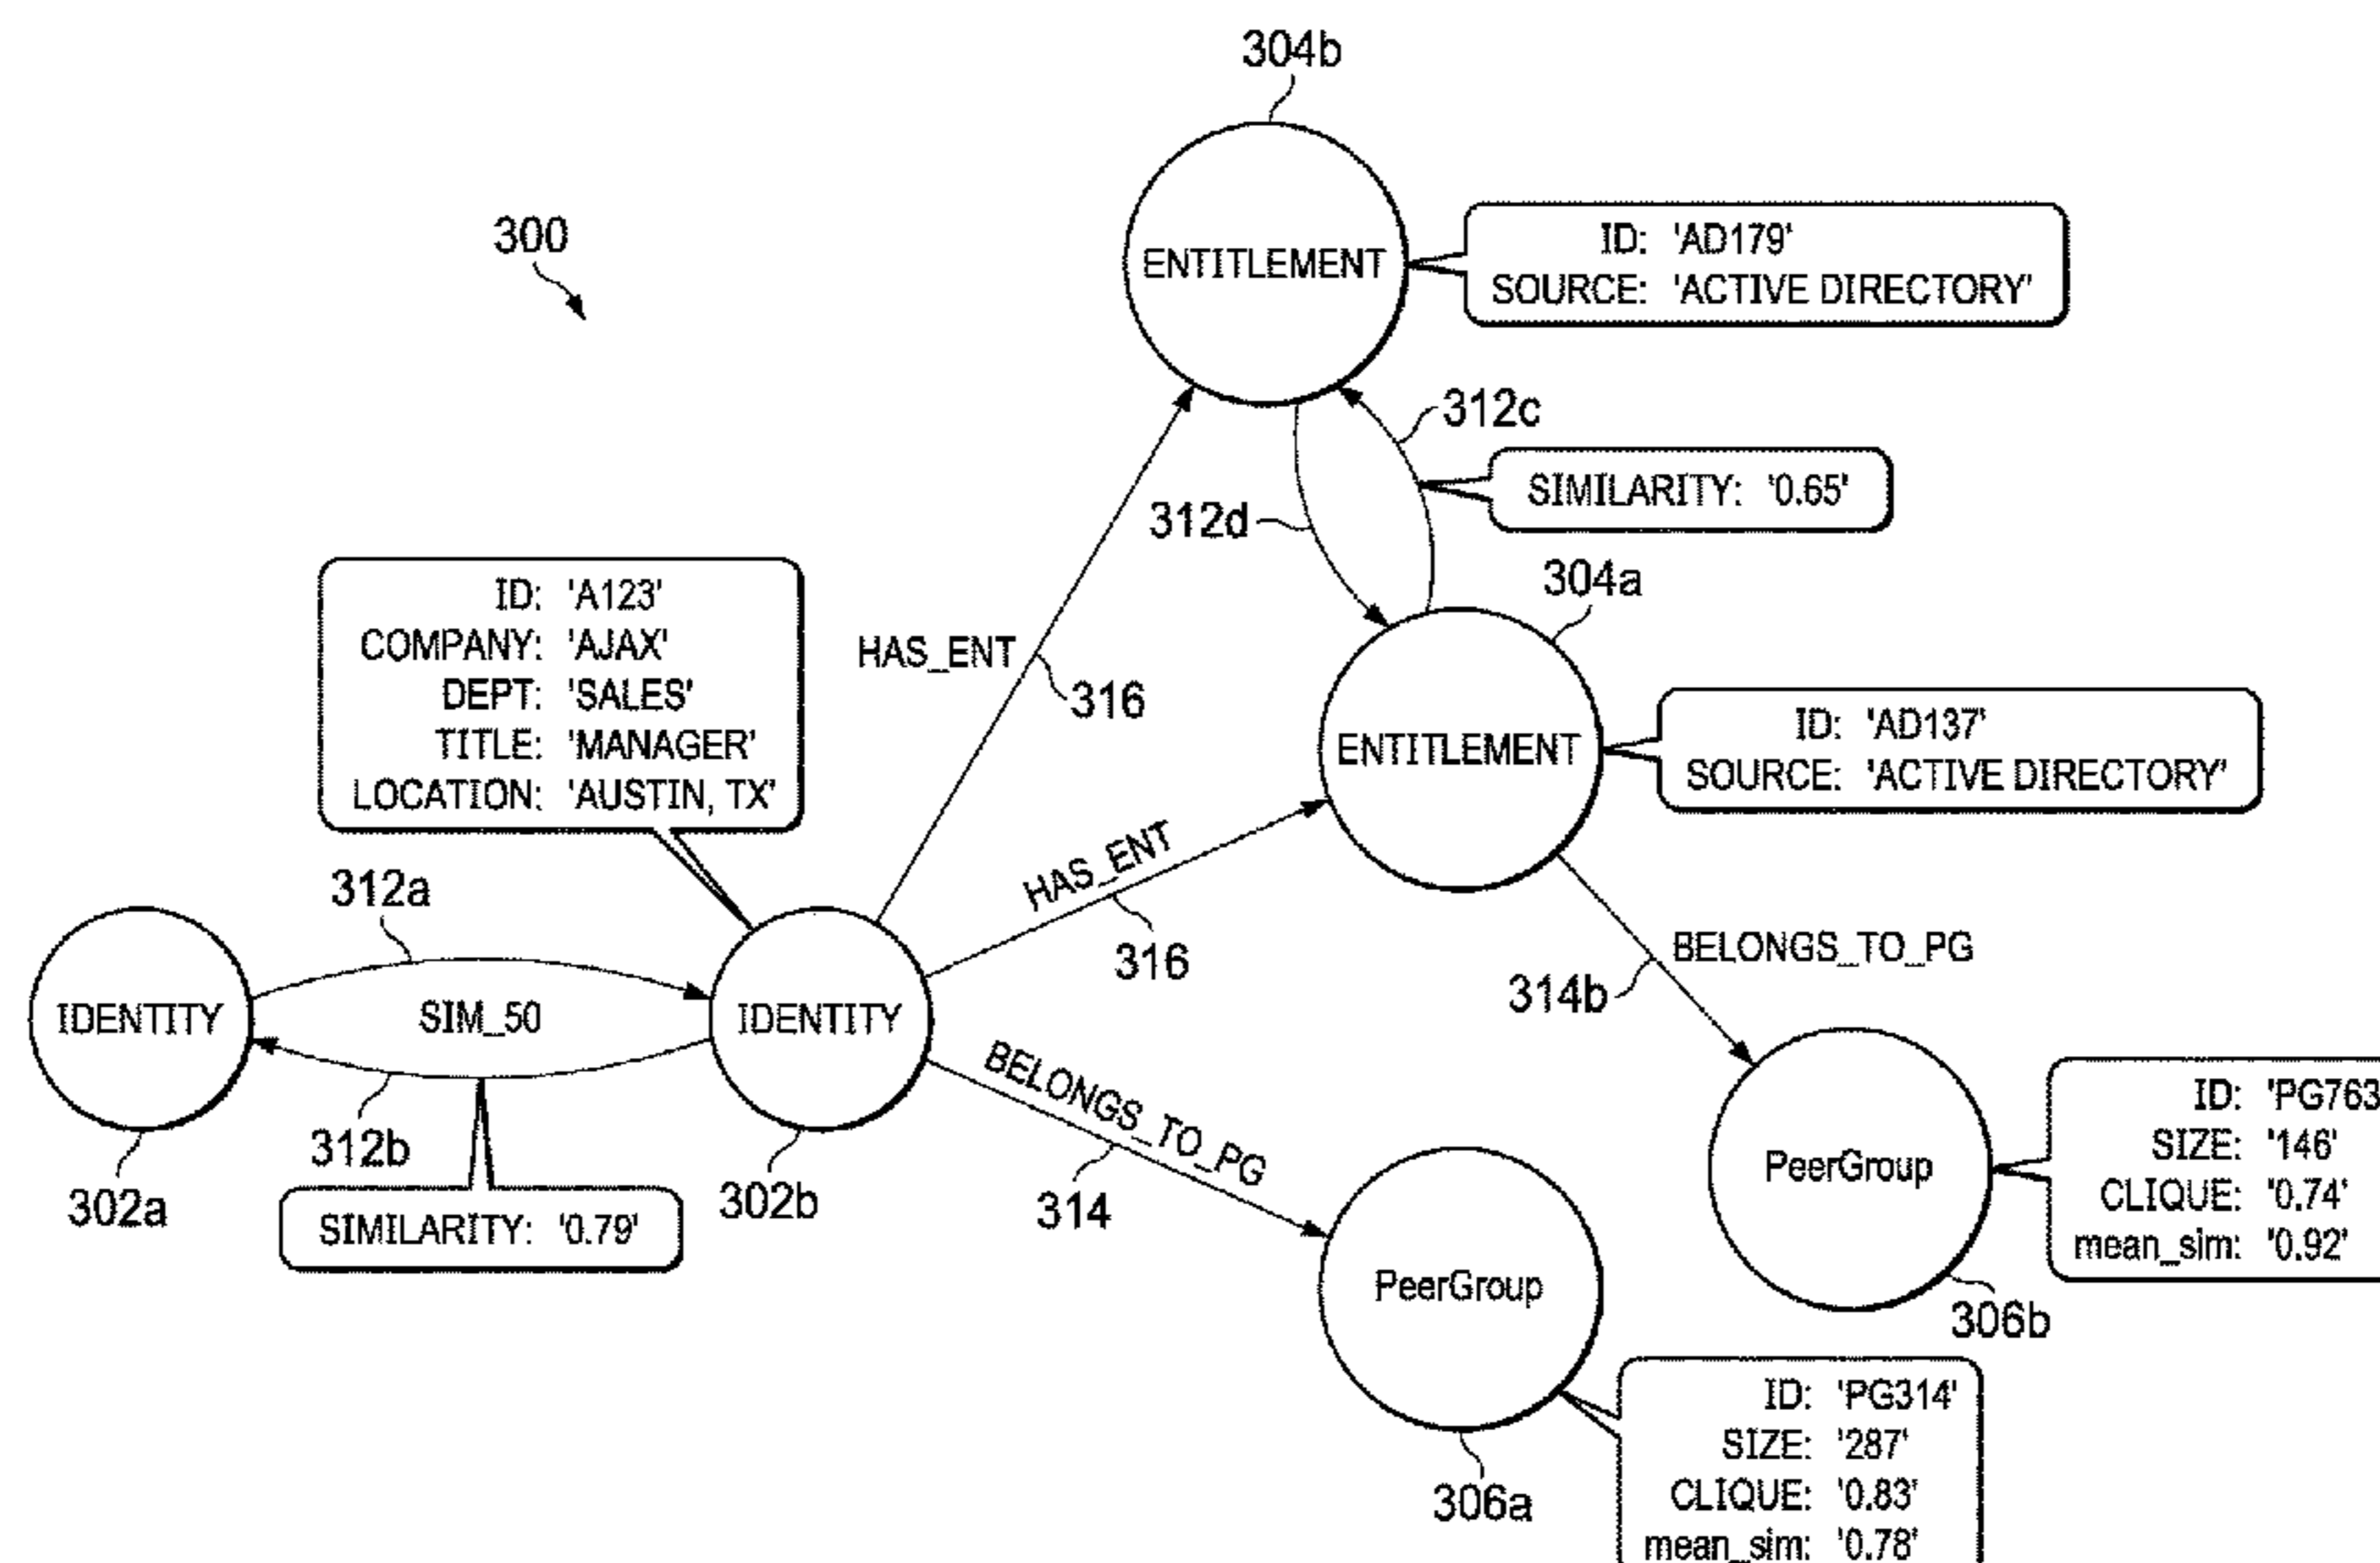 304b
300
ENTITLEMENT
ID: 'AD179'
SOURCE: 'ACTIVE DIRECTORY'
312c
SIMILARITY: '0.65'
312d
304a
ID: 'A123'
COMPANY: 'AJAX'
DEPT: 'SALES'
TITLE: 'MANAGER'
LOCATION: 'AUSTIN, TX'
HAS_ENT
316
ENTITLEMENT
ID: 'AD137'
SOURCE: 'ACTIVE DIRECTORY'
HAS_ENT
316
312a
IDENTITY
SIM_50
IDENTITY
312b
302a
SIMILARITY: '0.79'
302b
BELONGS_TO_PG
314b
BELONGS_TO_PG
314
PeerGroup
ID: 'PG763
SIZE: '146'
CLIQUE: '0.74'
mean_sim: '0.92'
306b
PeerGroup
306a
ID: 'PG314'
SIZE: '287'
CLIQUE: '0.83'
mean_sim: '0.78'